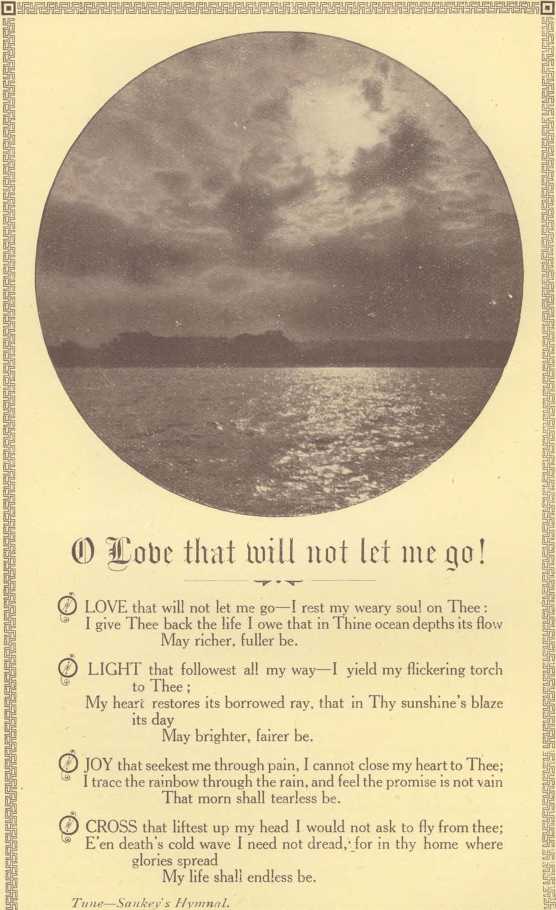 O Love that will not let me go!
O LOVE that will not let me go—I rest my weary soul on Thee :
I give Thee back the life I owe that in Thine ocean depths its flow
May richer, fuller be.
O LIGHT that followest all my way—I yield my flickering torch
to Thee ;
My heart restores its borrowed ray, that in Thy sunshine's blaze
its day
May brighter, fairer be.
O JOY that seekest me through pain, I cannot close my heart to Thee;
I trace the rainbow through the rain, and feel the promise is not vain
That morn shall tearless be.
O CROSS that liftest up my head I would not ask to fly from thee;
E'en death's cold wave I need not dread, for in thy home where
glories spread
My life shall endless be.
Tune—Sankey's Hymnal.